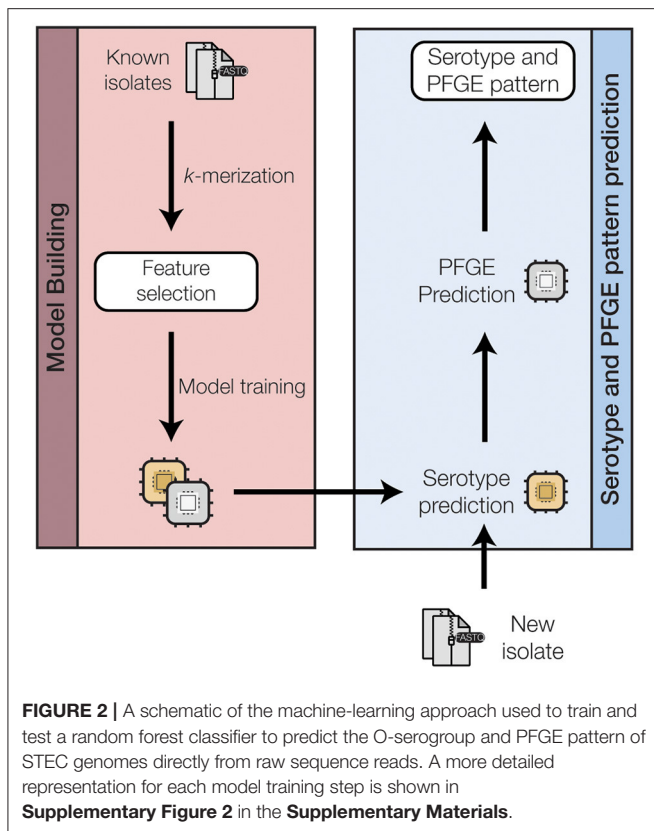 Model Building
Known
isolates
FASTQ
k-merization
Feature
selection
Model training
Serotype and
PFGE pattern
PFGE
Prediction
Serotype
prediction
Serotype and PFGE pattern prediction
FASTQ
New
isolate
FIGURE 2 | A schematic of the machine-learning approach used to train and
test a random forest classifier to predict the O-serogroup and PFGE pattern of
STEC genomes directly from raw sequence reads. A more detailed
representation for each model training step is shown in
Supplementary Figure 2 in the Supplementary Materials.